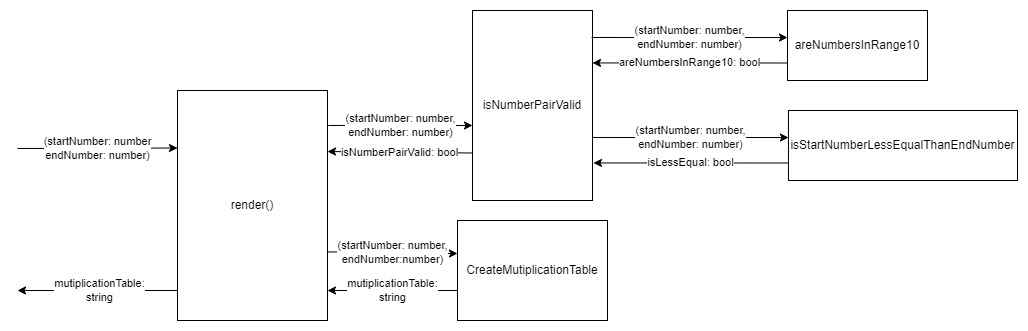 (startNumber: number,
endNumber: number)
areNumbersInRange10
areNumbersInRange10: bool
isNumberPairValid
(startNumber: number,
endNumber: number)
(startNumber: number,
endNumber: number)
isStartNumberLessEqualThanEndNumber
isLessEqual: bool
(startNumber: number
endNumber: number)
isNumberPairValid: bool
render()
(startNumber: number,
endNumber:number)
CreateMutiplicationTable
mutiplicationTable:
string
mutiplicationTable:
string